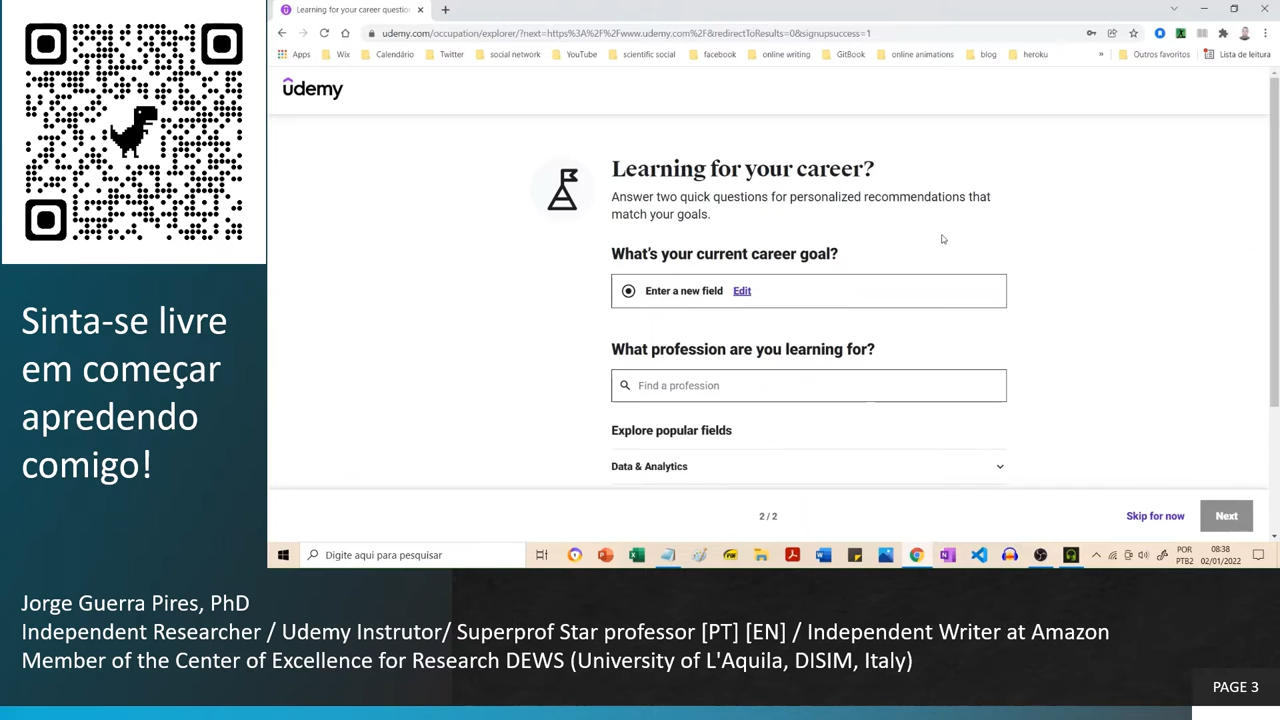 Learning for your career questio
udemy.com/occupation/explorer/?next=https%3A%2F%2Fwww.udemy.com%2F&redirectToResults=0&signupsuccess=1
Apps Wix Calendário Twitter social network YouTube scientific social facebook online writing GitBook online animations blog heroku » Outros favoritos Lista de leitura
udemy
Learning for your career?
Answer two quick questions for personalized recommendations that
match your goals.
What's your current career goal?
Enter a new field Edit
What profession are you learning for?
Find a profession
Explore popular fields
Data & Analytics
2 / 2
Skip for now
Next
Digite aqui para pesquisar
POR
PTB2
08:38
02/01/2022
Sinta-se livre
em começar
apredendo
comigo!
Jorge Guerra Pires, PhD
Independent Researcher / Udemy Instrutor/ Superprof Star professor [PT] [EN] / Independent Writer at Amazon
Member of the Center of Excellence for Research DEWS (University of L'Aquila, DISIM, Italy)
PAGE 3